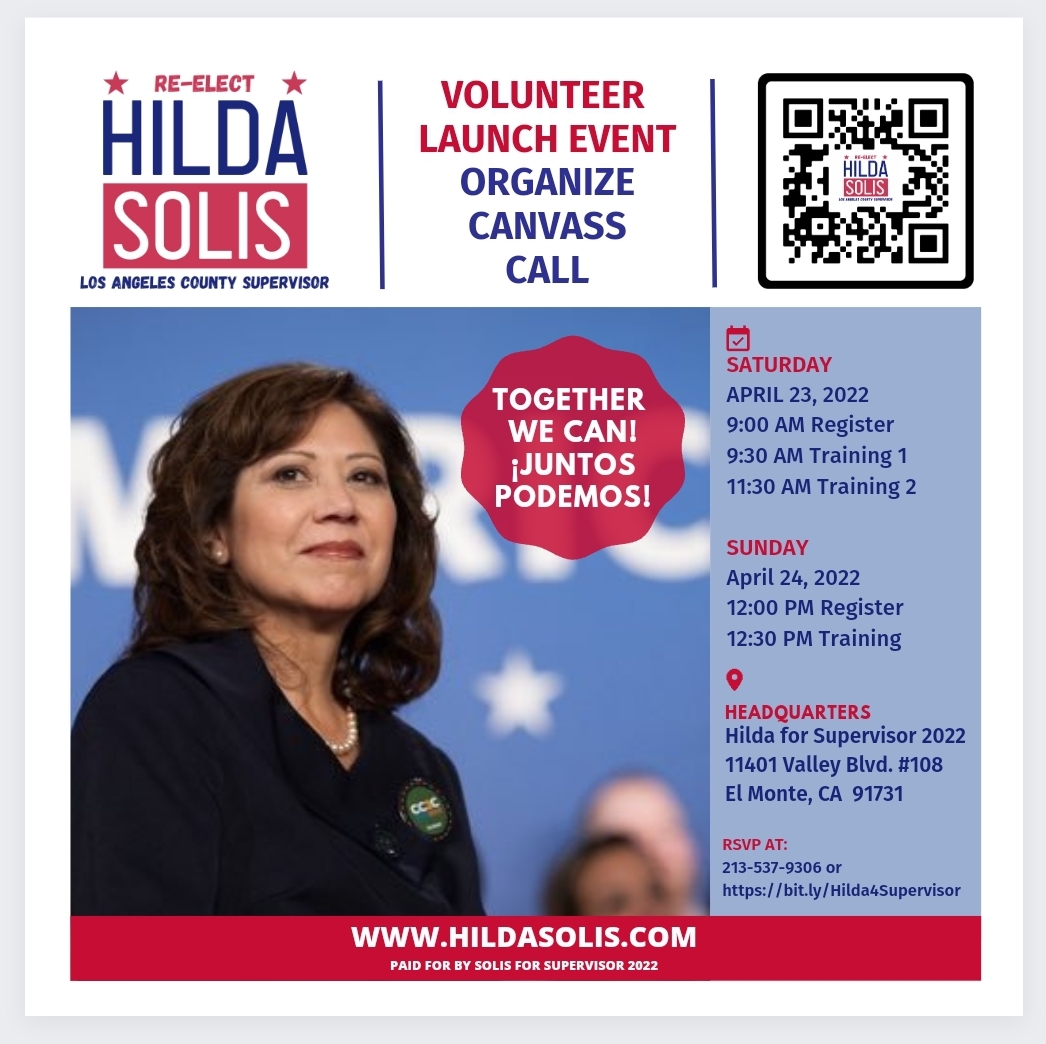 RE-ELECT
HILDA
SOLIS
LOS ANGELES COUNTY SUPERVISOR
VOLUNTEER
LAUNCH EVENT
ORGANIZE
CANVASS
CALL
RE-ELECT
HILDA
SOLIS
LOS ANGELES COUNTY SUPERVISOR
TOGETHER
WE CAN!
¡JUNTOS
PODEMOS!
SATURDAY
APRIL 23, 2022
9:00 AM Register
9:30 AM Training 1
11:30 AM Training 2
SUNDAY
April 24, 2022
12:00 PM Register
12:30 PM Training
HEADQUARTERS
Hilda for Supervisor 2022
11401 Valley Blvd. #108
El Monte, CA  91731
RSVP AT:
213-537-9306 or
https://bit.ly/Hilda4Supervisor
WWW.HILDASOLIS.COM
PAID FOR BY SOLIS FOR SUPERVISOR 2022